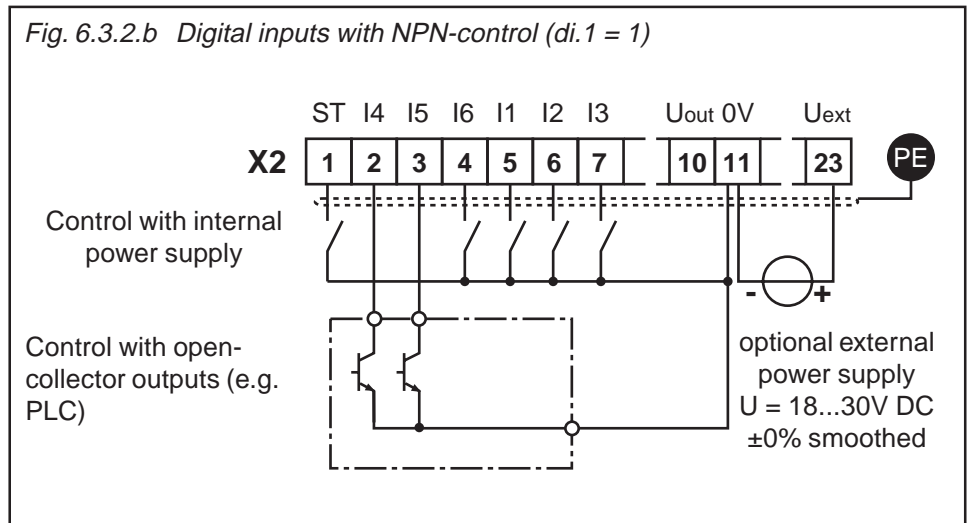 Fig. 6.3.2.b Digital inputs with NPN-control (di.1 = 1)
ST I4 I5 I6 I1 I2 I3 Uout 0V Uext
X2 1 2 3 4 5 6 7 10 11 23 PE
Control with internal
power supply
- +
Control with open-
collector outputs (e.g.
PLC)
optional external
power supply
U = 18...30V DC
±0% smoothed